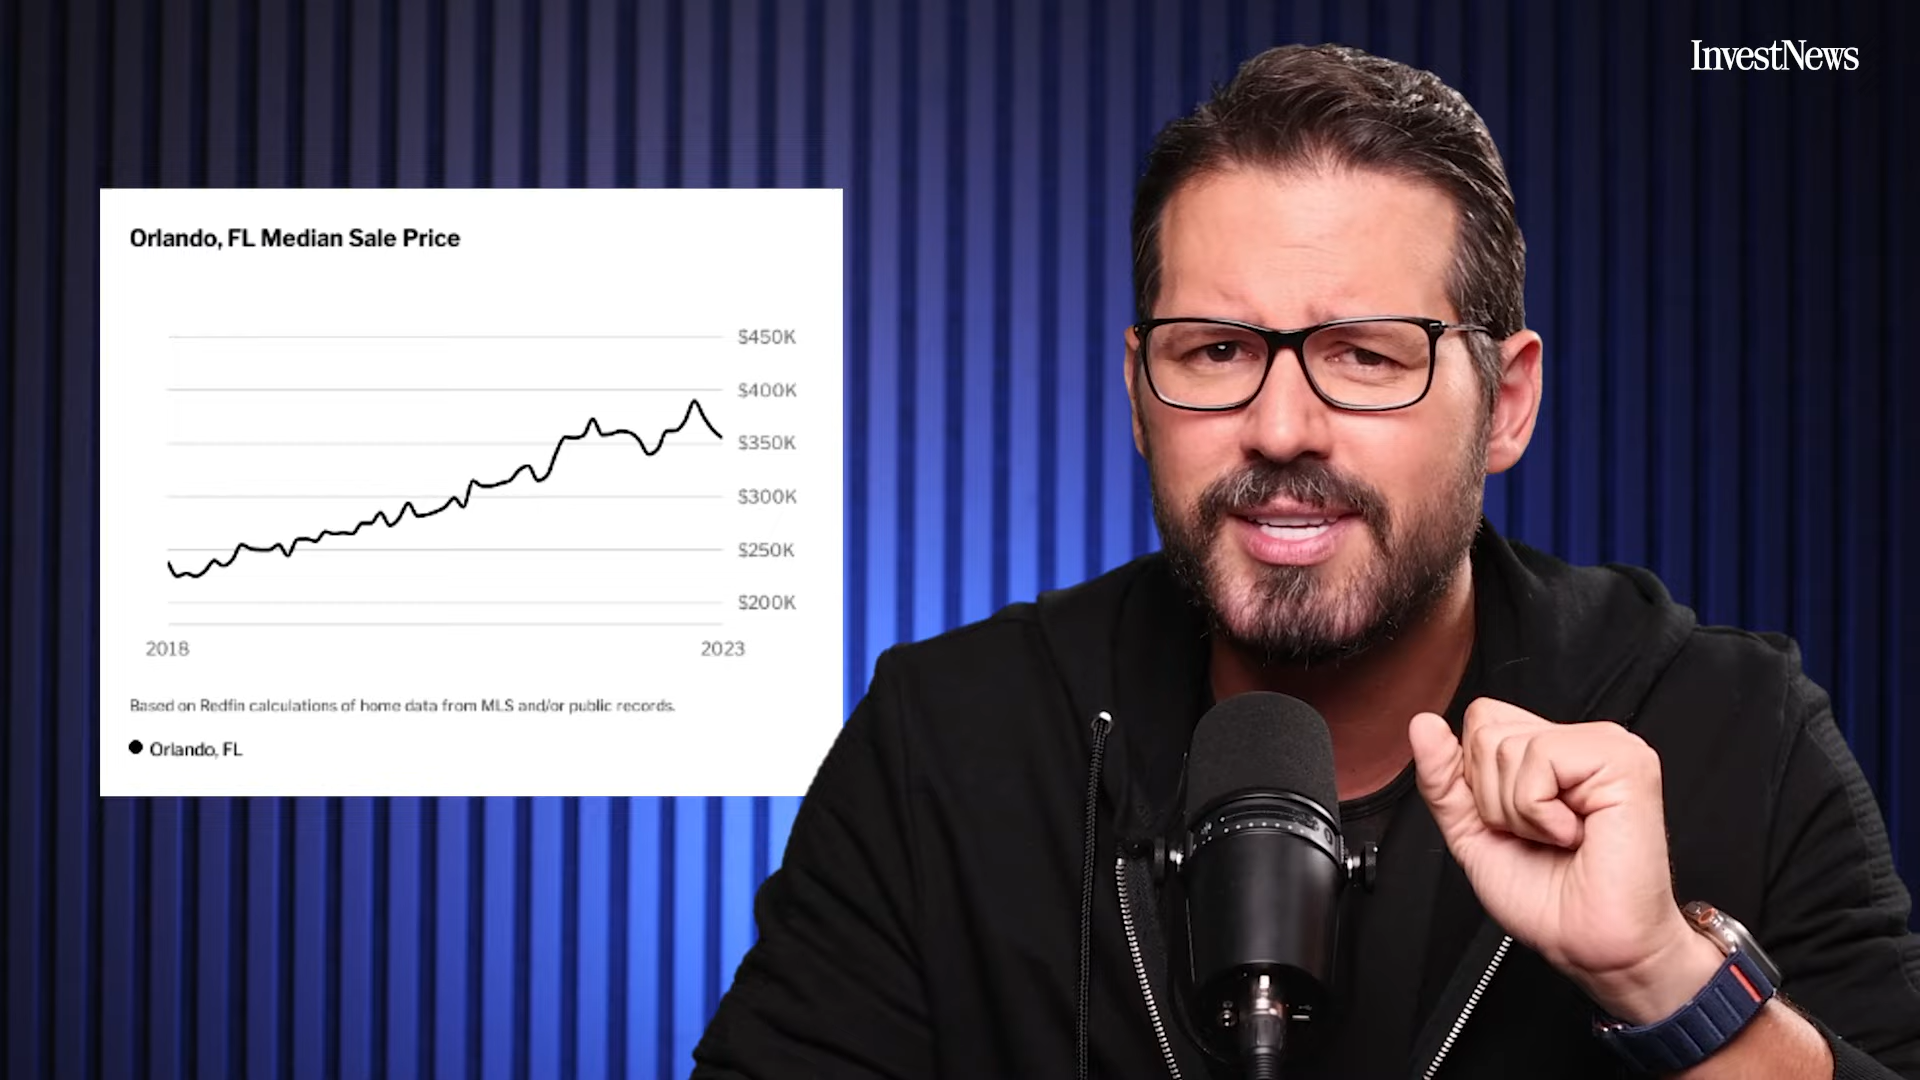 InvestNews
Orlando, FL Median Sale Price
$450K
$400K
$350K
$300K
$250K
$200K
2018 2023
Based on Redfin calculations of home data from MLS and/or public records.
Orlando, FL